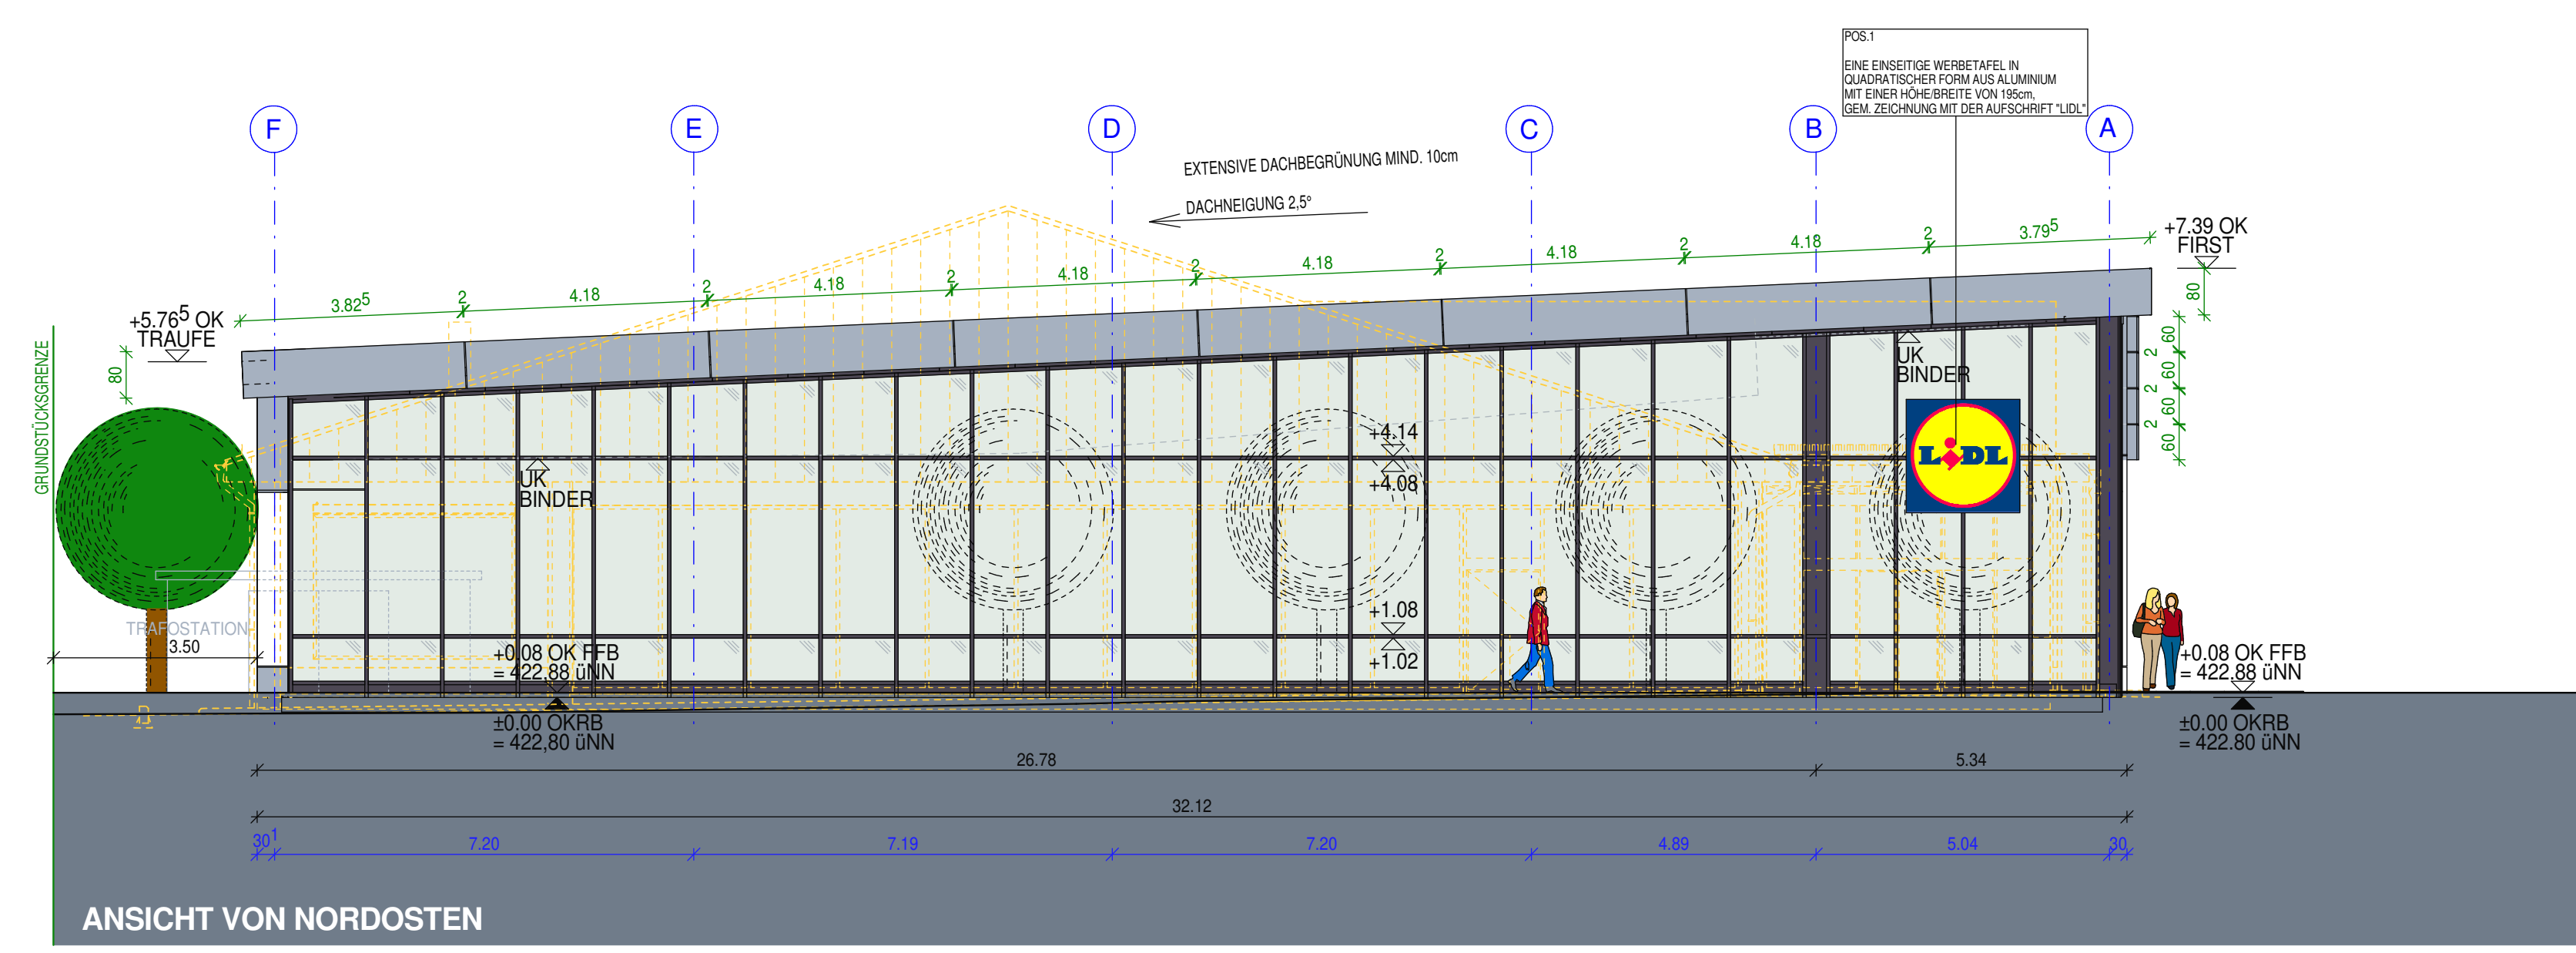 POS.1
EINE EINSEITIGE WERBETAFEL IN
QUADRATISCHER FORM AUS ALUMINIUM
MIT EINER HÖHE/BREITE VON 195cm,
GEM. ZEICHNUNG MIT DER AUFSCHRIFT "LIDL"
F
E
D
C
B
A
EXTENSIVE DACHBEGRÜNUNG MIND. 10cm
DACHNEIGUNG 2,5°
+7.39 OK
FIRST
3.82⁵
2
4.18
2
4.18
2
4.18
2
4.18
2
4.18
2
4.18
2
3.79⁵
+5.76⁵ OK
TRAUFE
80
80
60
2
60
2
60
2
60
GRUNDSTÜCKSGRENZE
UK
BINDER
UK
BINDER
LIDL
+4.14
+4.08
+1.08
+1.02
TRAFOSTATION
3.50
+0.08 OK FFB
= 422,88 üNN
±0.00 OKRB
= 422,80 üNN
+0.08 OK FFB
= 422.88 üNN
±0.00 OKRB
= 422.80 üNN
26.78
5.34
32.12
30¹
7.20
7.19
7.20
4.89
5.04
30
ANSICHT VON NORDOSTEN